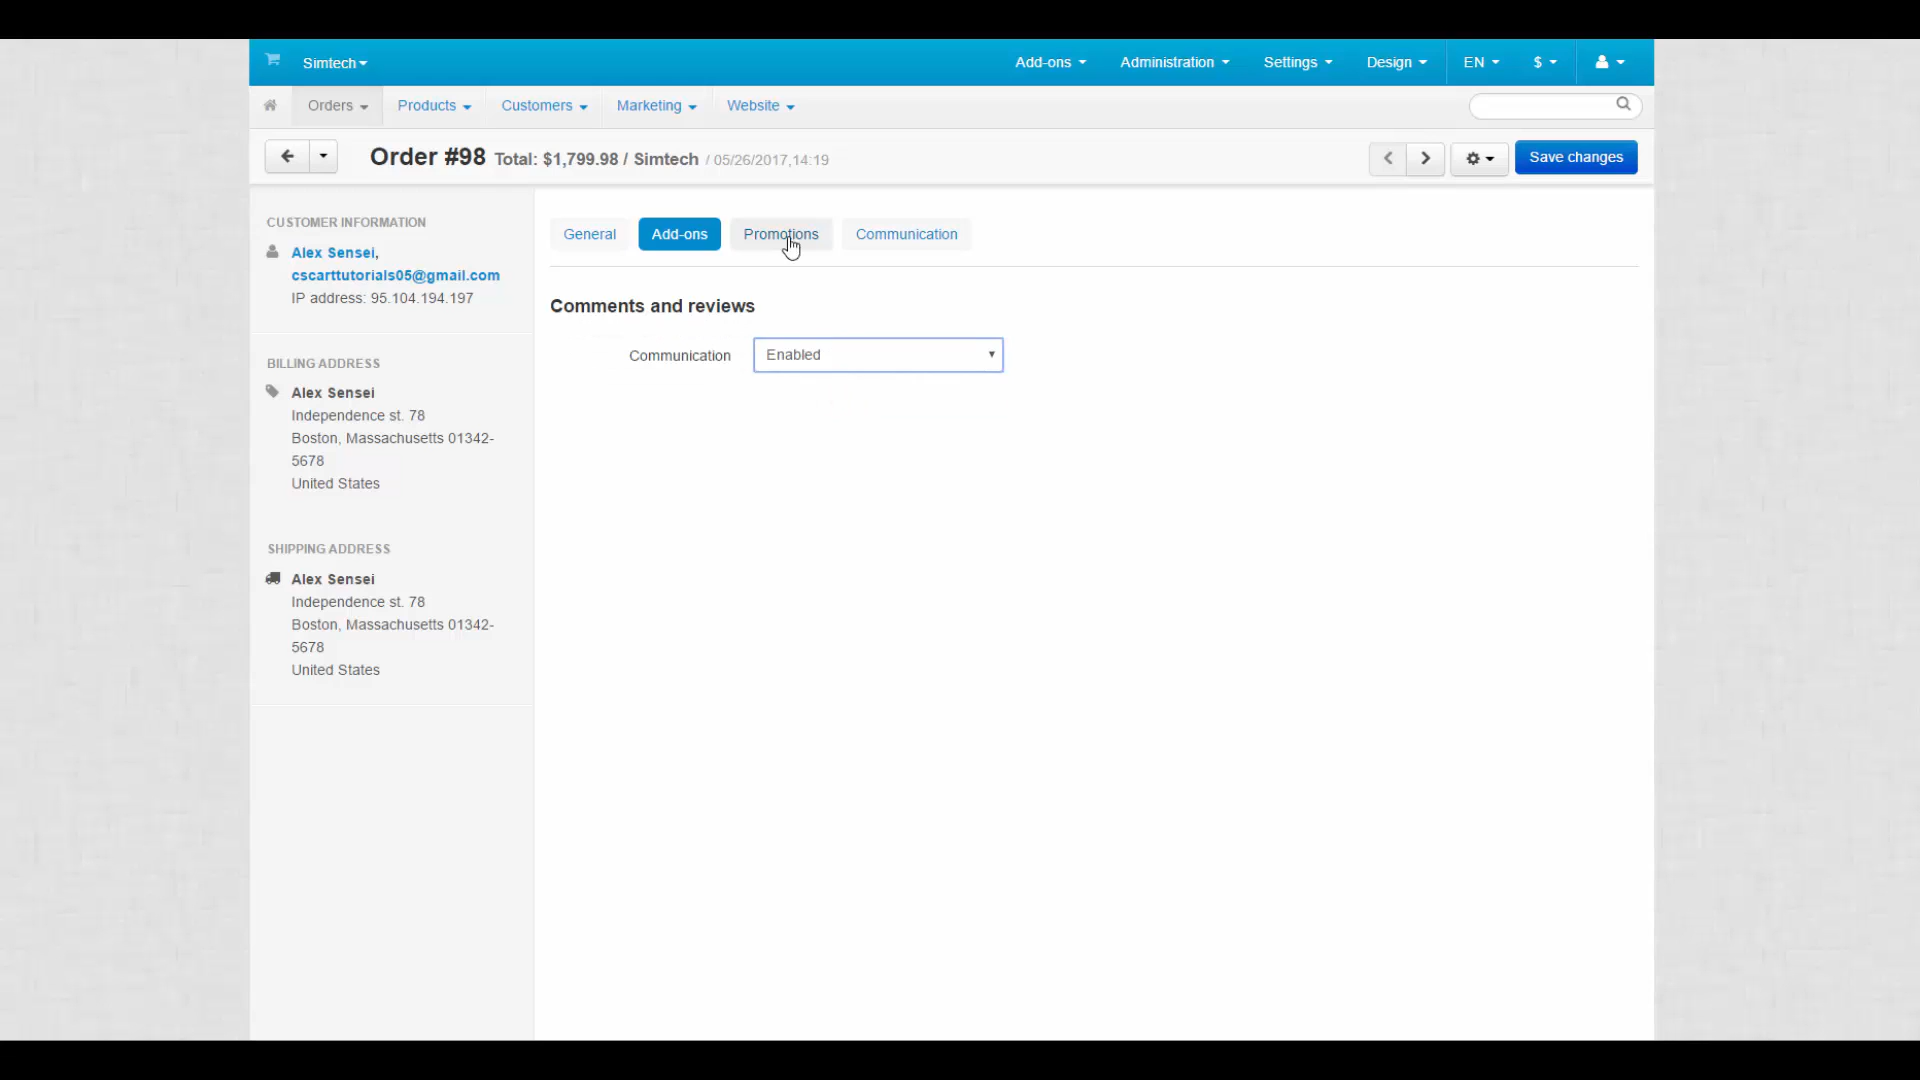 Simtech
Add-ons
Administration
Settings
Design
EN
$
Orders
Products
Customers
Marketing
Website
Order #98 Total: $1,799.98 / Simtech / 05/26/2017,14:19
Save changes
CUSTOMER INFORMATION
Alex Sensei,
cscarttutorials05@gmail.com
IP address: 95.104.194.197
BILLING ADDRESS
Alex Sensei
Independence st. 78
Boston, Massachusetts 01342-
5678
United States
SHIPPING ADDRESS
Alex Sensei
Independence st. 78
Boston, Massachusetts 01342-
5678
United States
General
Add-ons
Promotions
Communication
Comments and reviews
Communication
Enabled